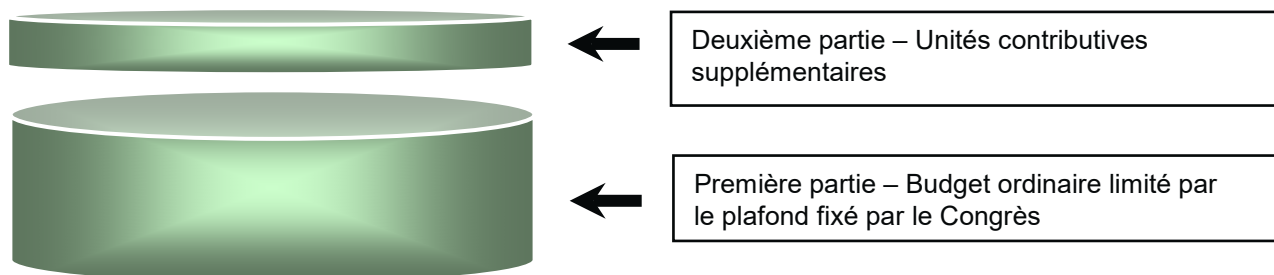 Deuxième partie – Unités contributives
supplémentaires
Première partie – Budget ordinaire limité par
le plafond fixé par le Congrès